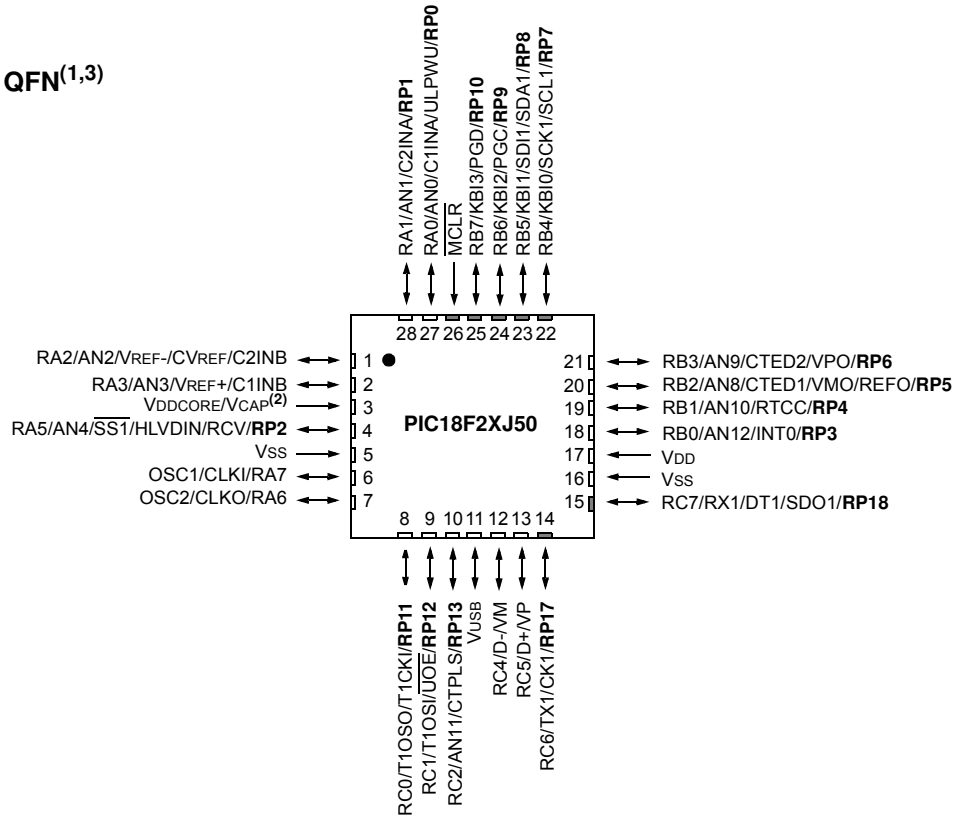 QFN(1,3)
RA1/AN1/C2INA/RP1
RA0/AN0/C1INA/ULPWU/RP0
MCLR
RB7/KBI3/PGD/RP10
RB6/KBI2/PGC/RP9
RB5/KBI1/SDI1/SDA1/RP8
RB4/KBI0/SCK1/SCL1/RP7
28 27 26 25 24 23 22
RA2/AN2/VREF-/CVREF/C2INB 1
RA3/AN3/VREF+/C1INB 2
VDDCORE/VCAP(2) 3
RA5/AN4/SS1/HLVDIN/RCV/RP2 4
VSS 5
OSC1/CLKI/RA7 6
OSC2/CLKO/RA6 7
PIC18F2XJ50
21 RB3/AN9/CTED2/VPO/RP6
20 RB2/AN8/CTED1/VMO/REFO/RP5
19 RB1/AN10/RTCC/RP4
18 RB0/AN12/INT0/RP3
17 VDD
16 VSS
15 RC7/RX1/DT1/SDO1/RP18
8 9 10 11 12 13 14
RC0/T1OSO/T1CKI/RP11
RC1/T1OSI/UOE/RP12
RC2/AN11/CTPLS/RP13
VUSB
RC4/D-/VM
RC5/D+/VP
RC6/TX1/CK1/RP17